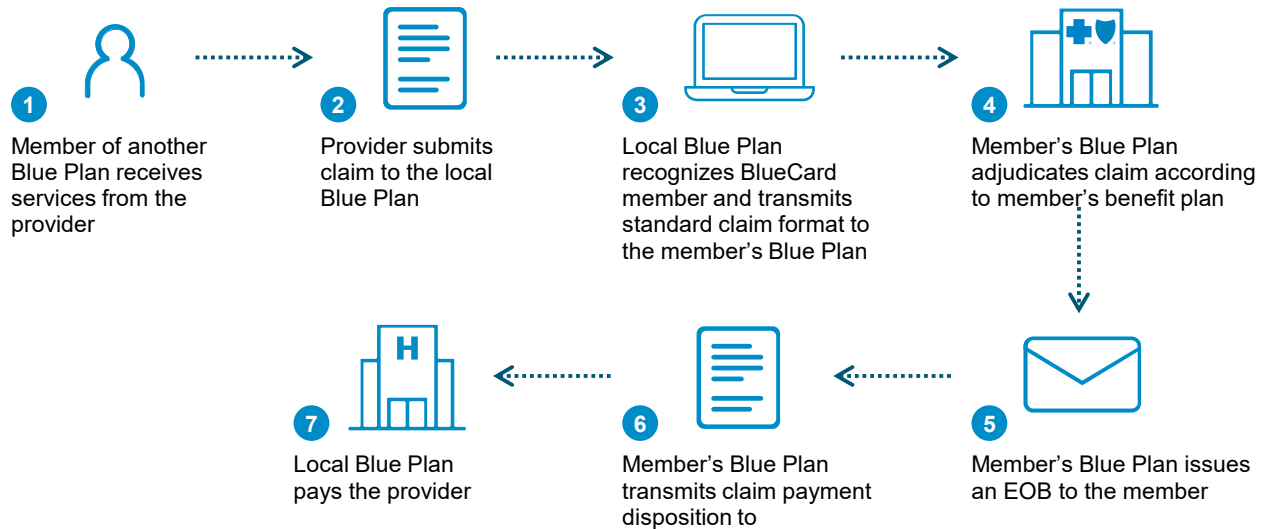 1
Member of another
Blue Plan receives
services from the
provider
2
Provider submits
claim to the local
Blue Plan
3
Local Blue Plan
recognizes BlueCard
member and transmits
standard claim format to
the member’s Blue Plan
4
Member’s Blue Plan
adjudicates claim according
to member’s benefit plan
5
Member’s Blue Plan issues
an EOB to the member
6
Member’s Blue Plan
transmits claim payment
disposition to
H
7
Local Blue Plan
pays the provider